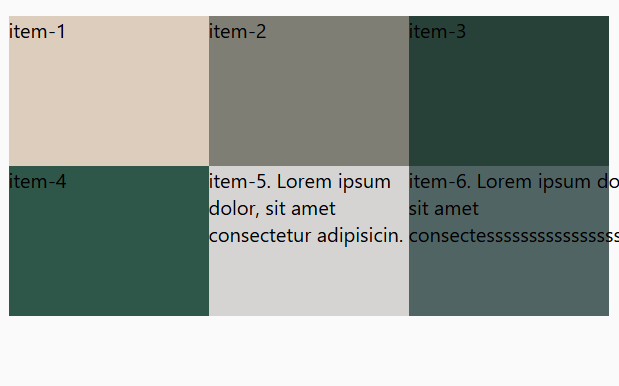 item-1
item-2
item-3
item-4
item-5. Lorem ipsum
dolor, sit amet
consectetur adipisicin.
item-6. Lorem ipsum do
sit amet
consectessssssssssssssss